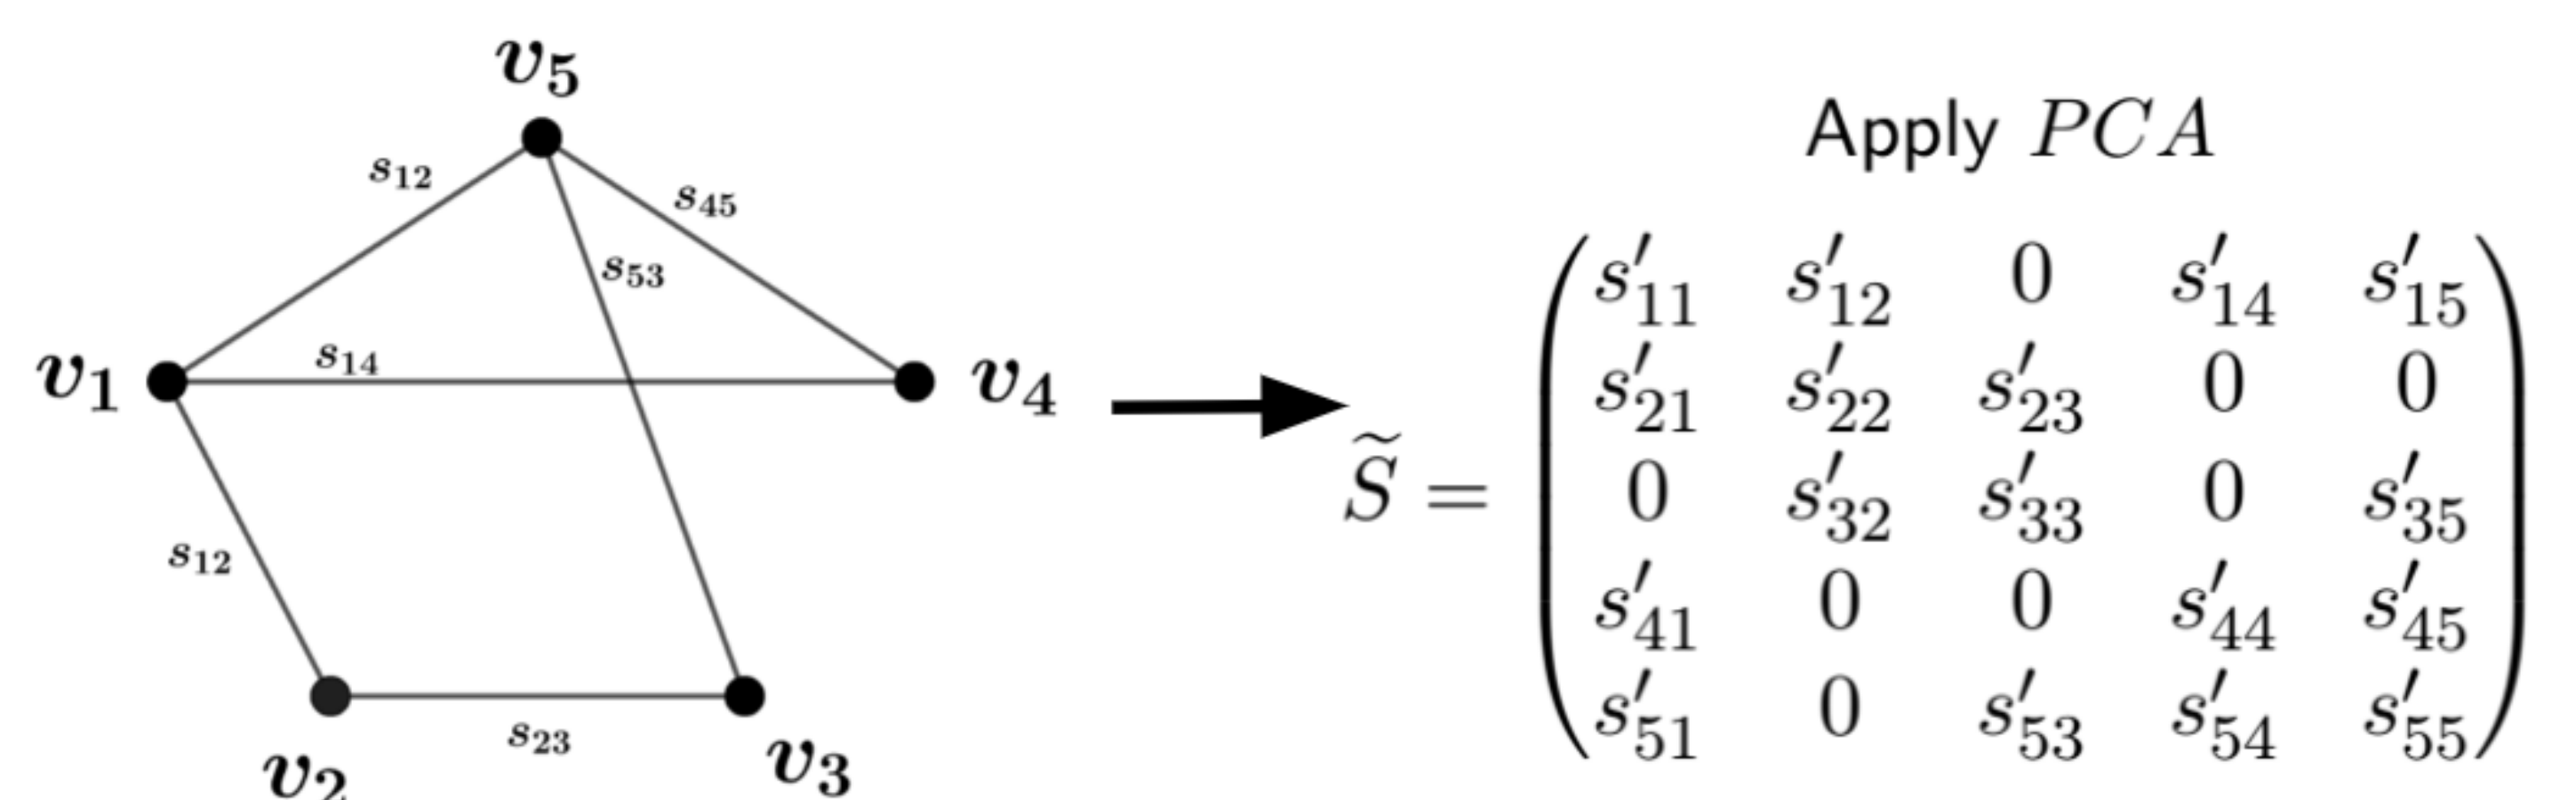 v5
s12
s45
s53
v1
s14
v4
s12
s23
v2
v3
Apply PCA
S̃ =
s′11 s′12 0 s′14 s′15
s′21 s′22 s′23 0 0
0 s′32 s′33 0 s′35
s′41 0 0 s′44 s′45
s′51 0 s′53 s′54 s′55